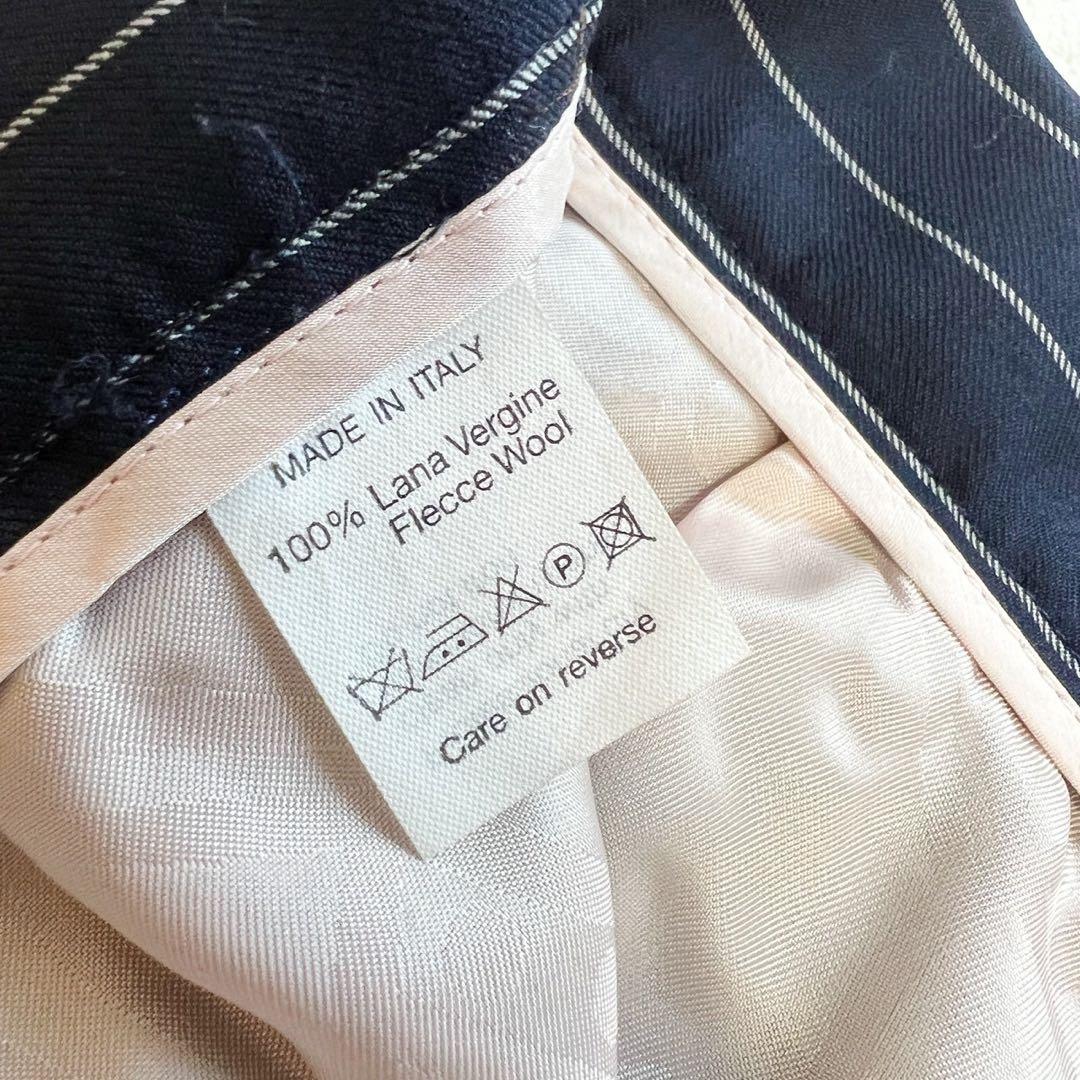 MADE IN ITALY
100% Lana Vergine
Flecce Wool
P
Care on reverse